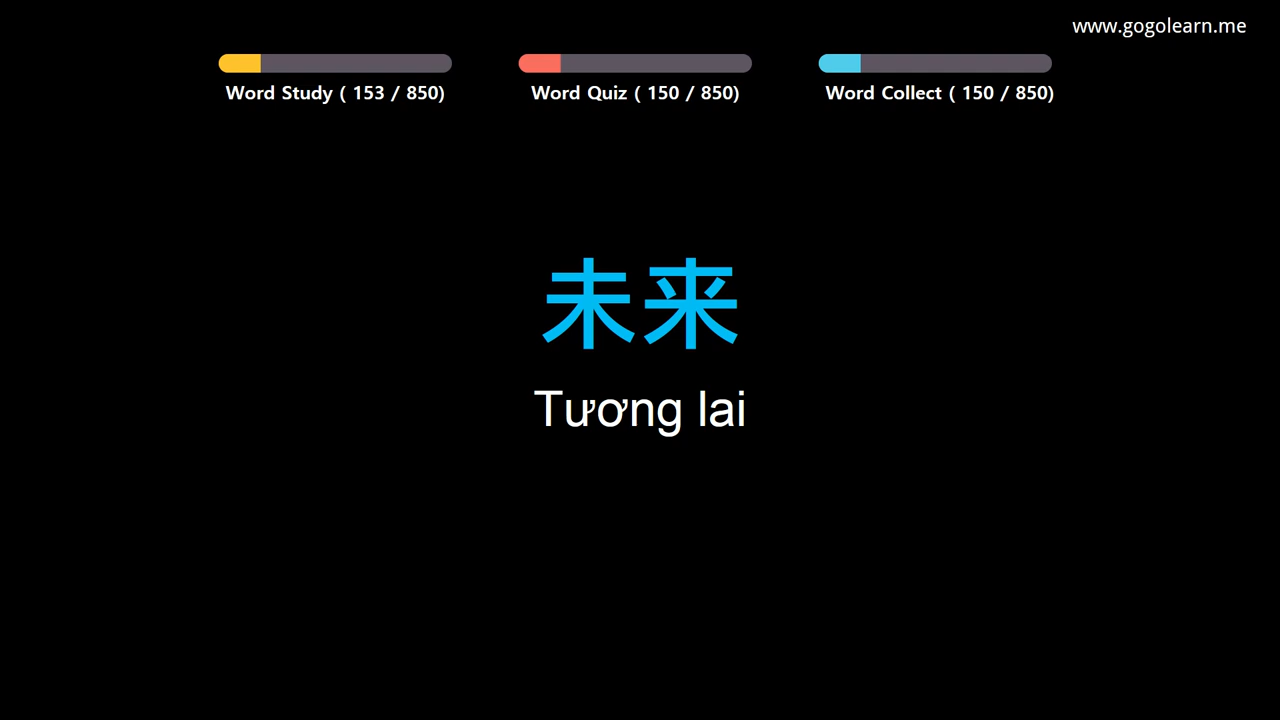 www.gogolearn.me
Word Study ( 153 / 850)
Word Quiz ( 150 / 850)
Word Collect ( 150 / 850)
未来
Tương lai